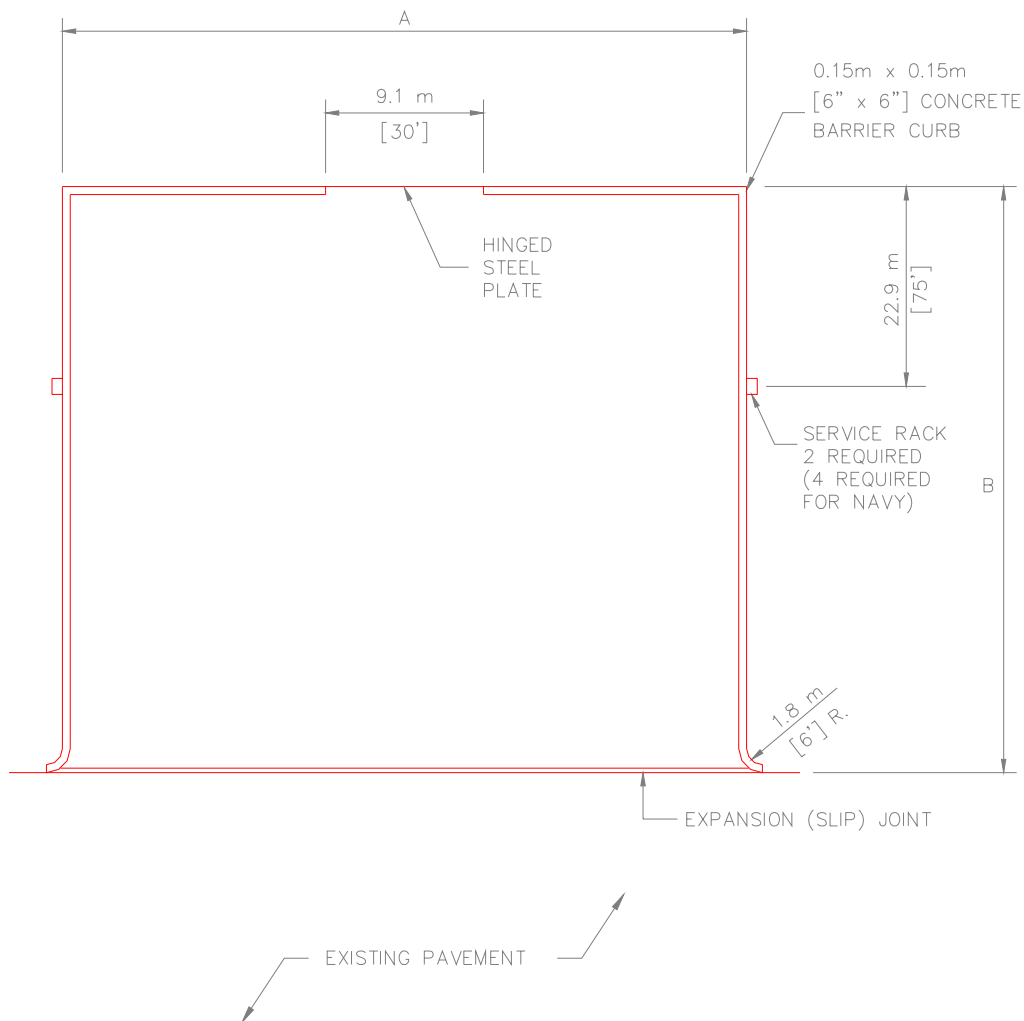 A
0.15m x 0.15m
[6" x 6"] CONCRETE
BARRIER CURB
9.1 m
[30']
HINGED
STEEL
PLATE
22.9 m
[75']
SERVICE RACK
2 REQUIRED
(4 REQUIRED
FOR NAVY)
B
1.8 m
[6'] R.
EXPANSION (SLIP) JOINT
EXISTING PAVEMENT